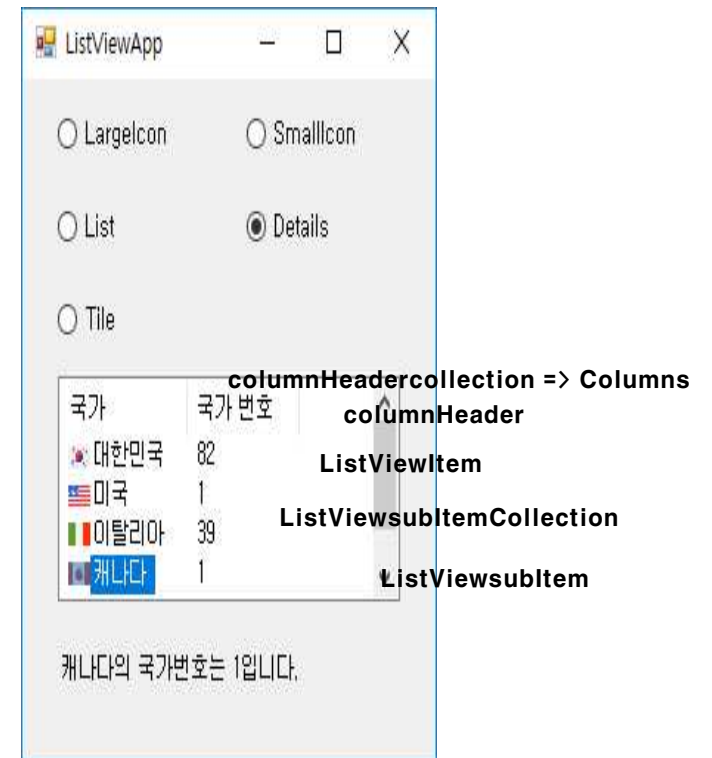 ListViewApp
LargeIcon SmallIcon
List Details
Tile
columnHeadercollection => Columns
국가 국가 번호 columnHeader
대한민국 82 ListViewItem
미국 1
ListViewsubItemCollection
이탈리아 39
캐나다 1 ListViewsubItem
캐나다의 국가번호는 1입니다.